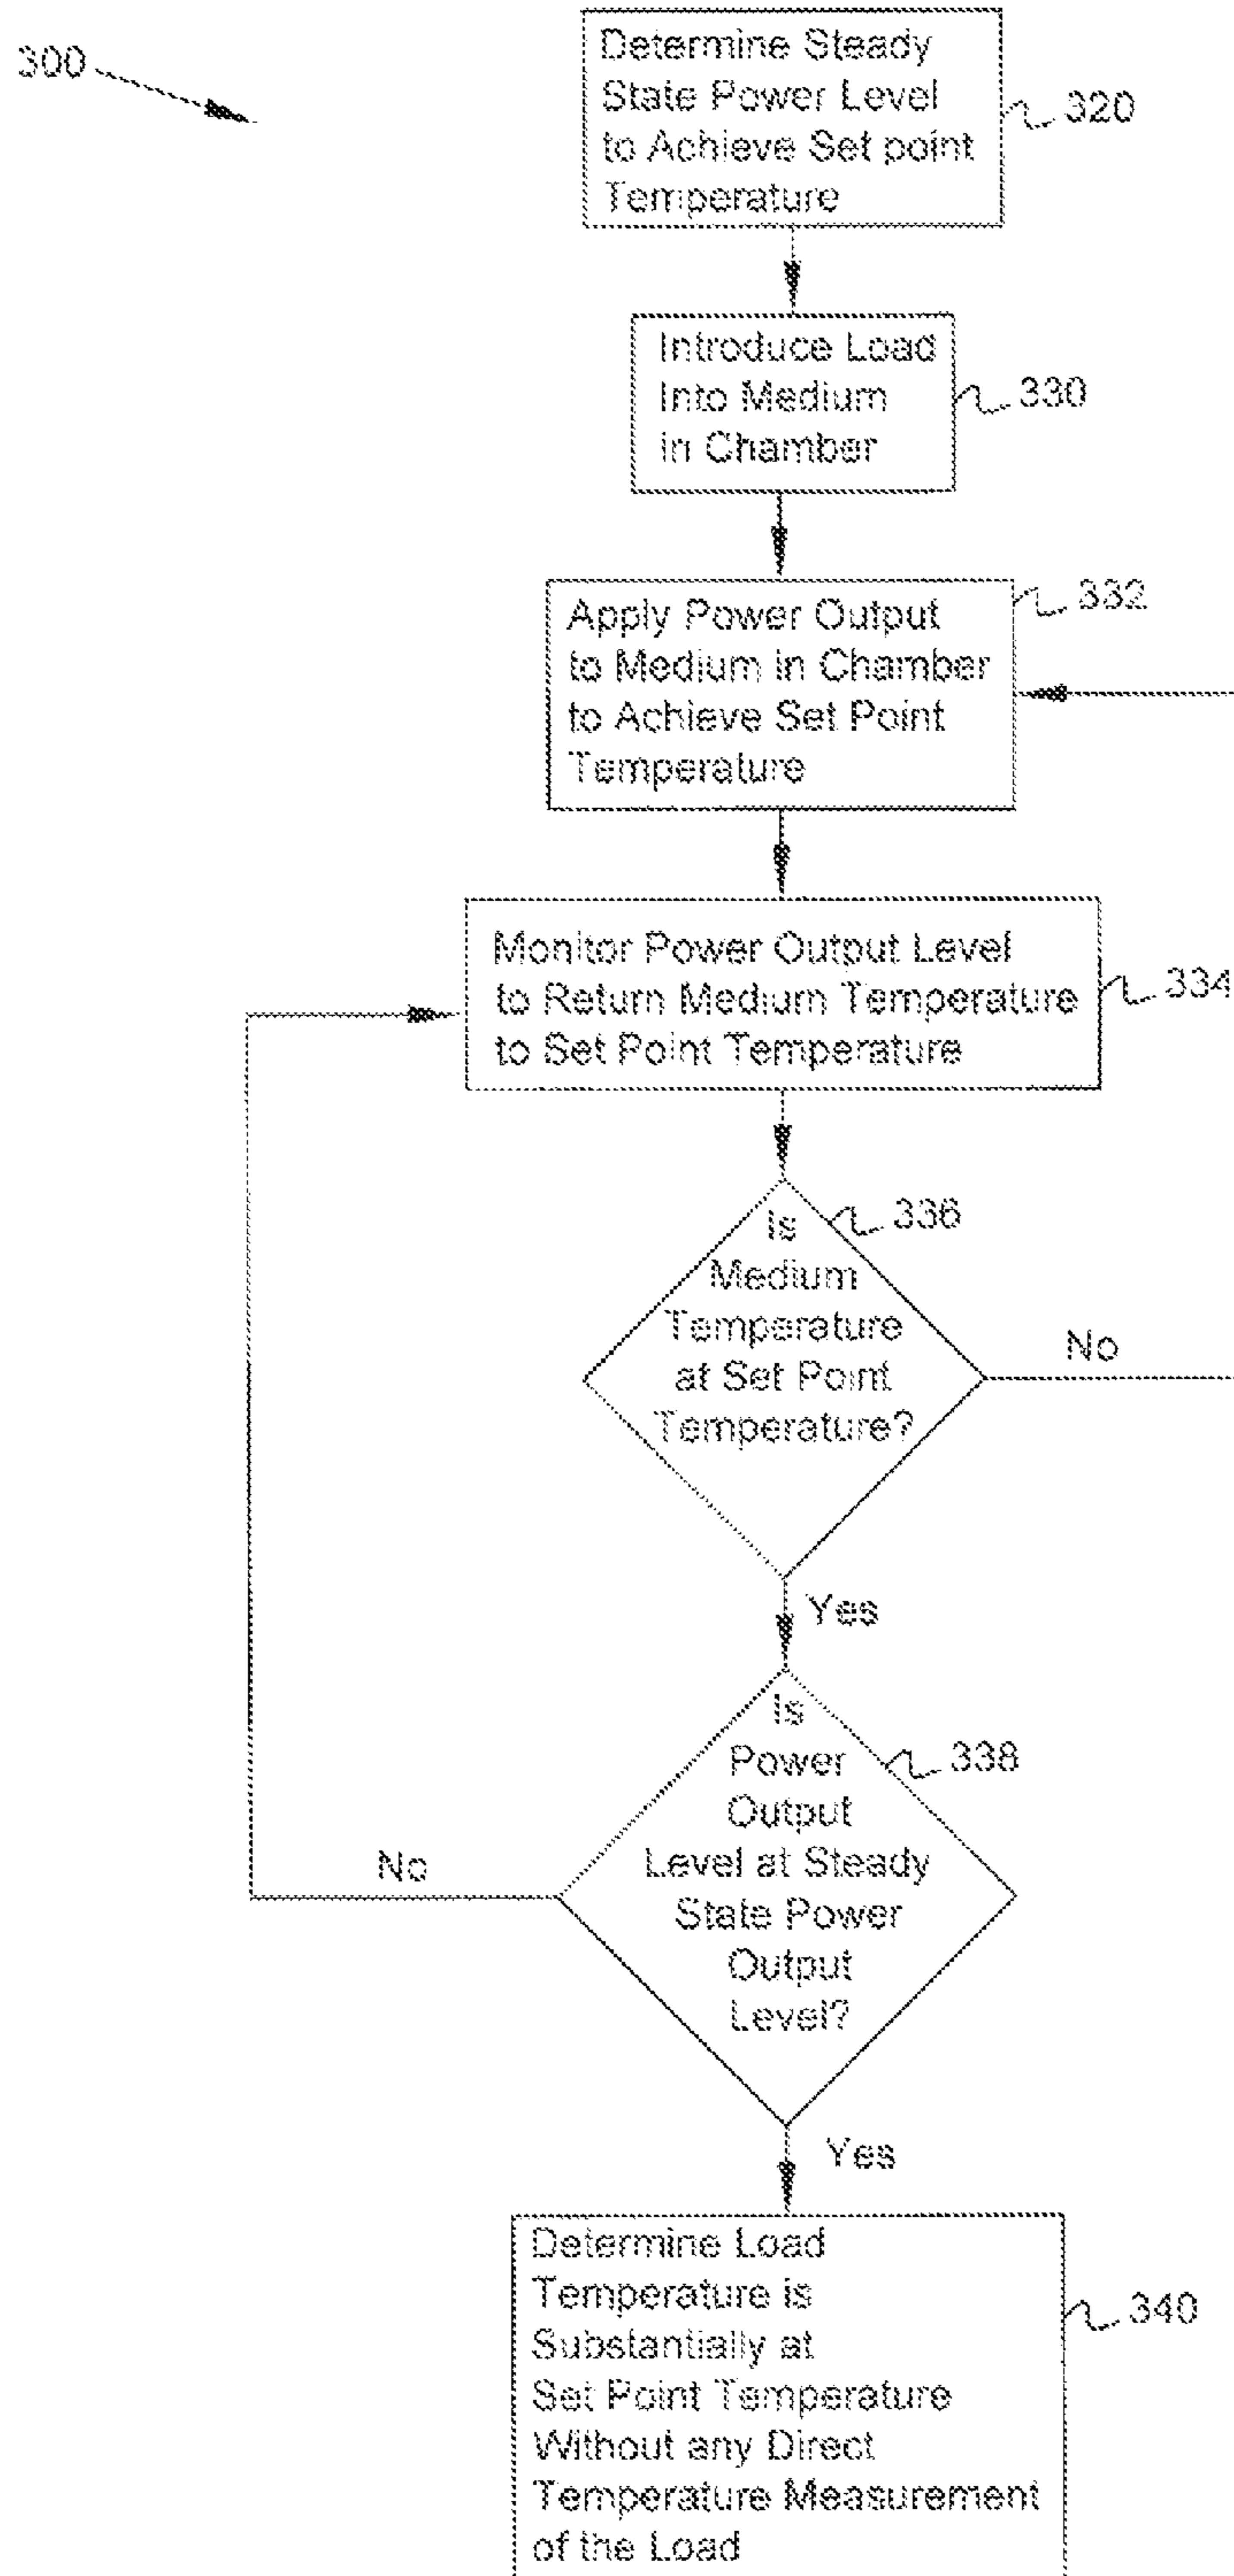 300
Determine Steady
State Power Level
to Achieve Set point
Temperature
320
Introduce Load
Into Medium
in Chamber
330
Apply Power Output
to Medium in Chamber
to Achieve Set Point
Temperature
332
Monitor Power Output Level
to Return Medium Temperature
to Set Point Temperature
334
Is
Medium
Temperature
at Set Point
Temperature?
336
No
Yes
Is
Power
Output
Level at Steady
State Power
Output
Level?
338
No
Yes
Determine Load
Temperature is
Substantially at
Set Point Temperature
Without any Direct
Temperature Measurement
of the Load
340